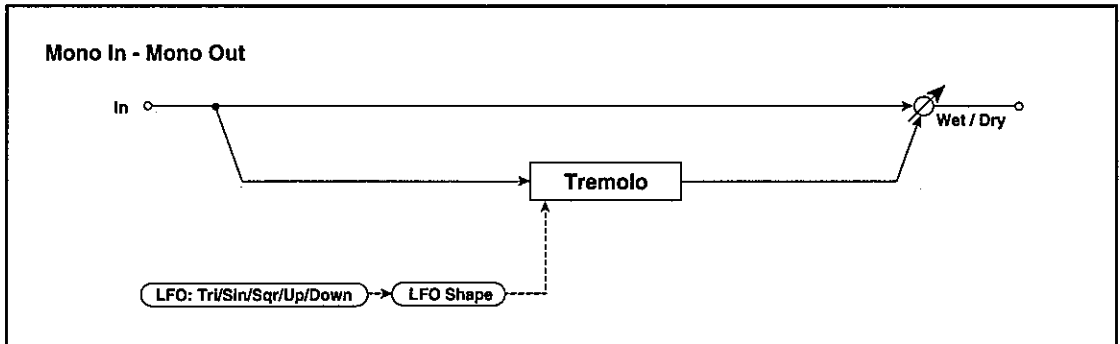 Mono In - Mono Out
In
Wet / Dry
Tremolo
LFO: Tri/Sin/Sqr/Up/Down
LFO Shape